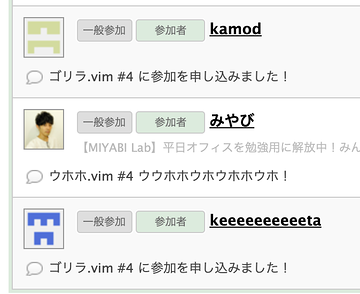 一般参加 参加者 kamod
ゴリラ.vim #4 に参加を申し込みました！
一般参加 参加者 みやび
【MIYABI Lab】平日オフィスを勉強用に解放中！みん
ウホホ.vim #4 ウウホホウホウホホウホ！
一般参加 参加者 keeeeeeeeeeta
ゴリラ.vim #4 に参加を申し込みました！